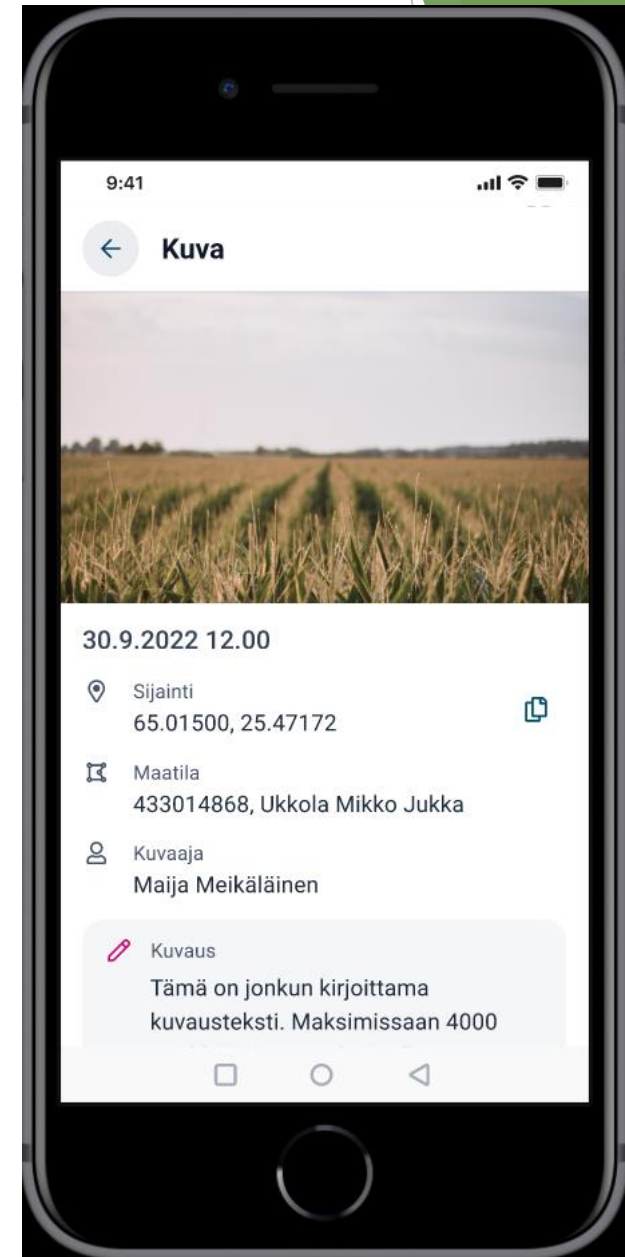 9:41
Kuva
30.9.2022 12.00
Sijainti
65.01500, 25.47172
Maatila
433014868, Ukkola Mikko Jukka
Kuvaaja
Maija Meikäläinen
Kuvaus
Tämä on jonkun kirjoittama
kuvausteksti. Maksimissaan 4000